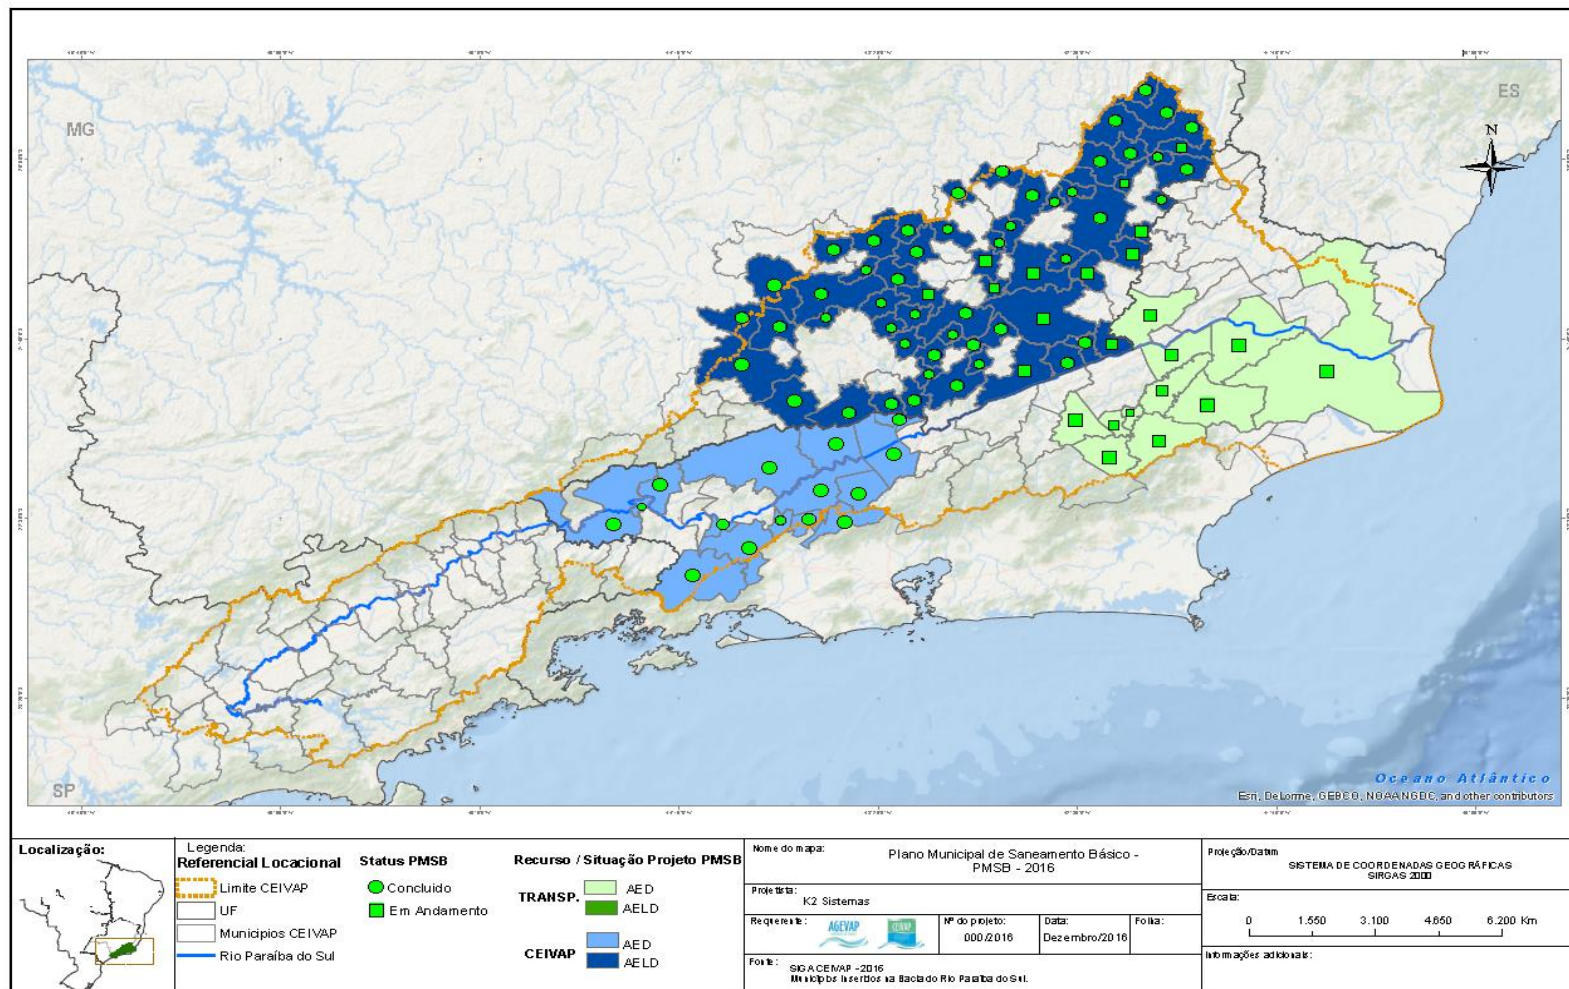 MG
ES
N
SP
Oceano Atlântico
Esri, DeLorme, GEBCO, NOAA NGDC, and other contributors
Localização:
Legenda:
Referencial Locacional
Limite CEIVAP
UF
Municipios CEIVAP
Rio Paraíba do Sul
Status PMSB
Concluido
Em Andamento
Recurso / Situação Projeto PMSB
TRANSP.
AED
AELD
CEIVAP
AED
AELD
Nome do mapa:
Plano Municipal de Saneamento Básico -
PMSB - 2016
Projetista:
K2 Sistemas
Requerente:
AGEVAP
CEIVAP
Nº do projeto:
000/2016
Data:
Dezembro/2016
Folha:
Fonte:
SIGA CEIVAP - 2016
Municípios Inseridos na Bacia do Rio Paraíba do Sul.
Projeção/Datum
SISTEMA DE COORDENADAS GEOGRÁFICAS
SIRGAS 2000
Escala:
0 1.550 3.100 4.650 6.200 Km
Informações adicionais: